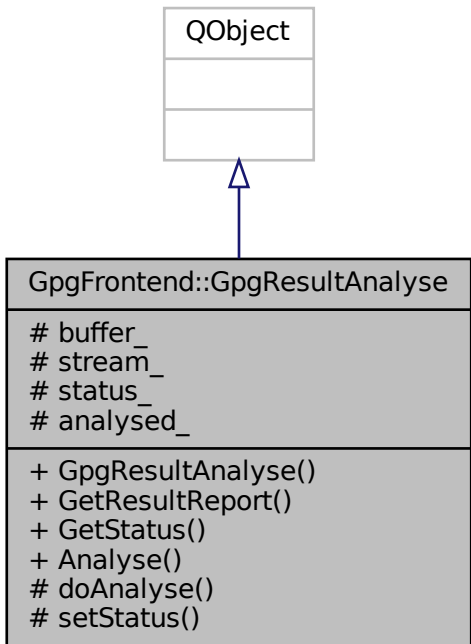 QObject
GpgFrontend::GpgResultAnalyse
# buffer_
# stream_
# status_
# analysed_
+ GpgResultAnalyse()
+ GetResultReport()
+ GetStatus()
+ Analyse()
# doAnalyse()
# setStatus()